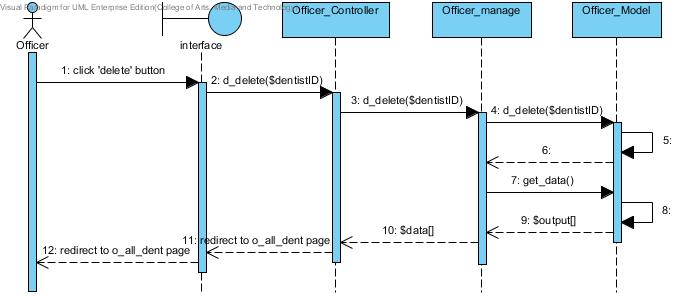 Visual Paradigm for UML Enterprise Edition(College of Arts, Media and Technology)
Officer
interface
Officer_Controller
Officer_manage
Officer_Model
1: click 'delete' button
2: d_delete($dentistID)
3: d_delete($dentistID)
4: d_delete($dentistID)
5:
6:
7: get_data()
8:
9: $output[]
10: $data[]
11: redirect to o_all_dent page
12: redirect to o_all_dent page